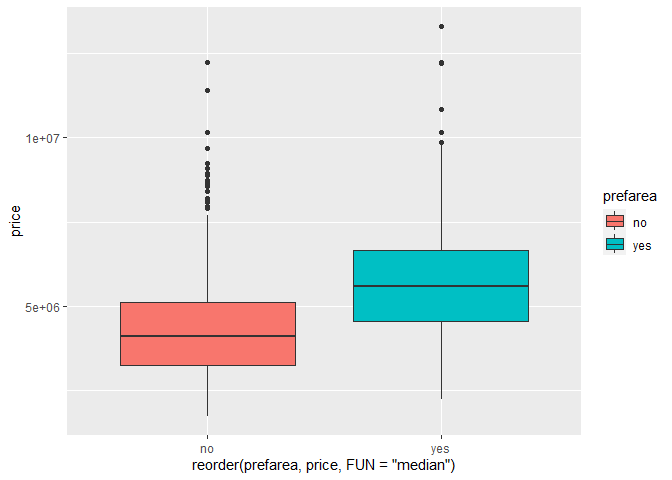 price
1e+07
5e+06
no
yes
reorder(prefarea, price, FUN = "median")
prefarea
no
yes